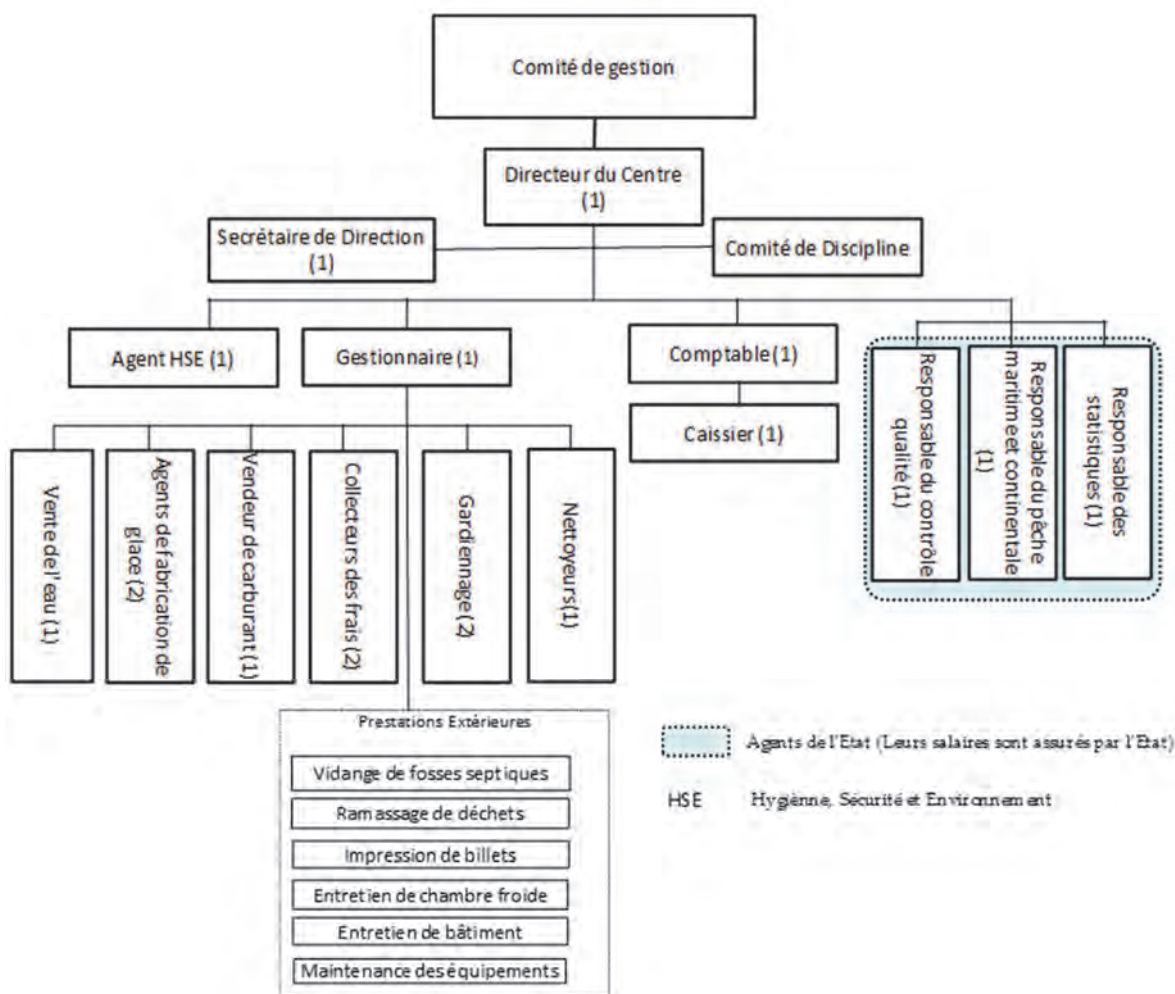 Comité de gestion
Directeur du Centre
(1)
Secrétaire de Direction
(1)
Comité de Discipline
Agent HSE (1)
Gestionnaire (1)
Comptable (1)
Caissier (1)
Responsable du contrôle
qualité (1)
Responsable du pêche
maritime et continentale
(1)
Responsable des
statistiques (1)
Vente de l'eau (1)
Agents de fabrication de
glace (2)
Vendeur de carburant (1)
Collecteurs des frais (2)
Gardiennage (2)
Nettoyeurs (1)
Prestations Extérieures
Vidange de fosses septiques
Ramassage de déchets
Impression de billets
Entretien de chambre froide
Entretien de bâtiment
Maintenance des équipements
Agents de l'Etat (Leurs salaires sont assurés par l'Etat)
HSE Hygiènne, Sécurité et Environnement